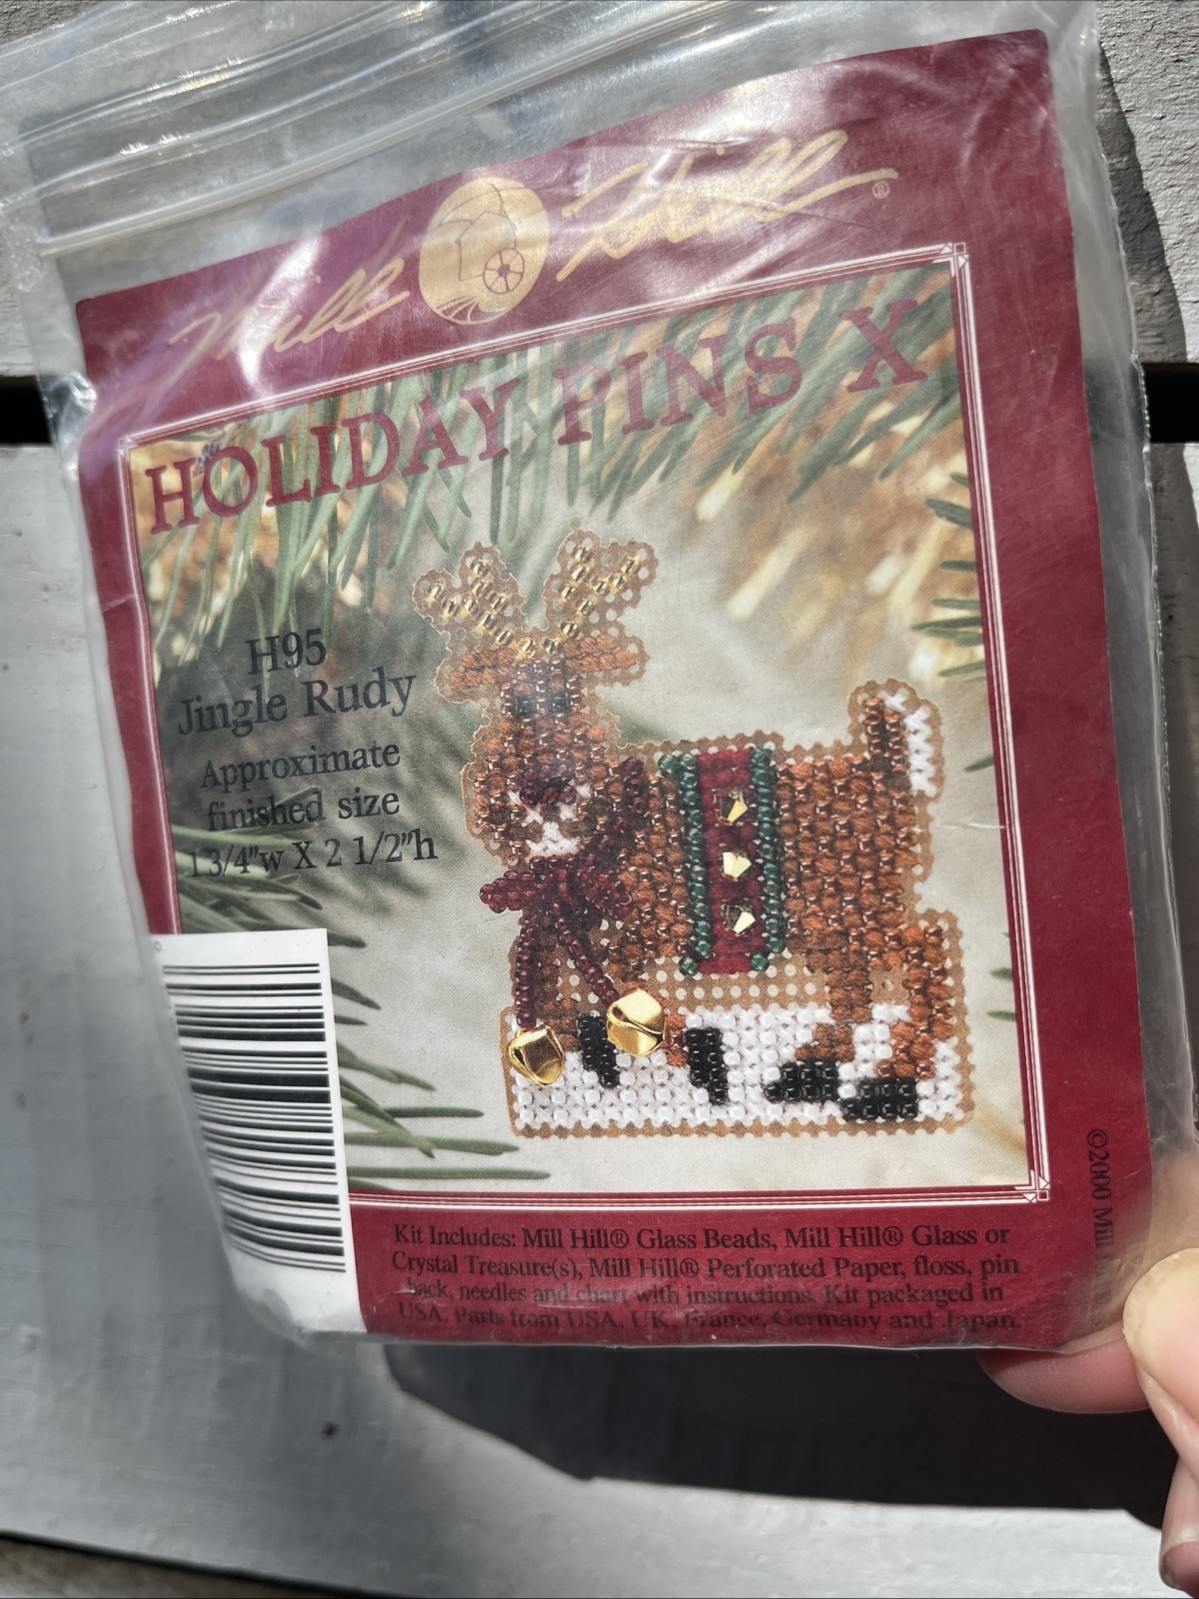 Mill Hill®
HOLIDAY PINS X
H95
Jingle Rudy
Approximate
finished size
1 3/4"w X 2 1/2"h
Kit Includes: Mill Hill® Glass Beads, Mill Hill® Glass or
Crystal Treasure(s), Mill Hill® Perforated Paper, floss, pin
back, needles and chart with instructions. Kit packaged in
USA. Parts from USA, UK, France, Germany and Japan.
©2000 Mill